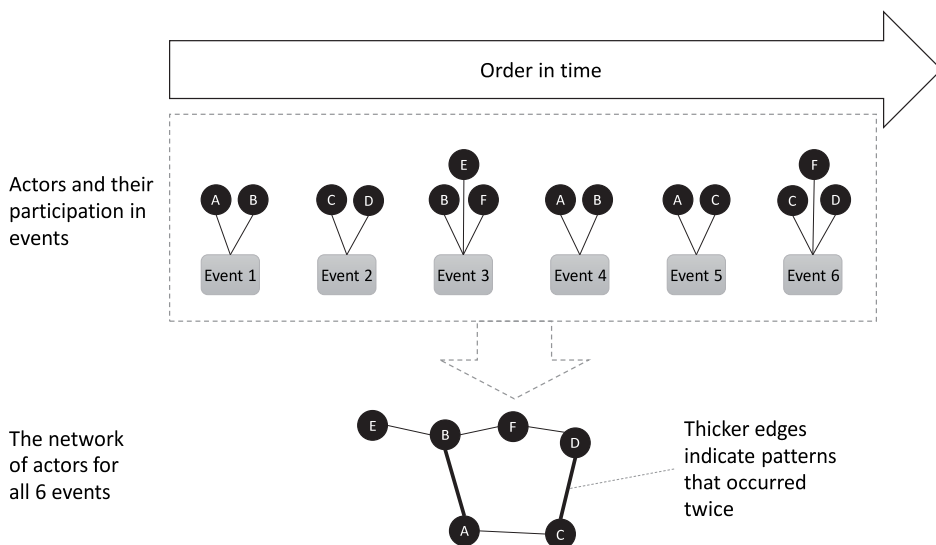 Order in time
Actors and their
participation in
events
E
F
A
B
C
D
B
F
A
B
A
C
C
D
Event 1
Event 2
Event 3
Event 4
Event 5
Event 6
The network
of actors for
all 6 events
E
B
F
D
A
C
Thicker edges
indicate patterns
that occurred
twice